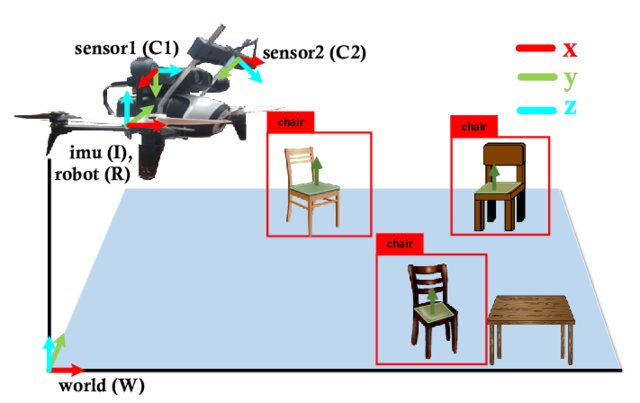 sensor1 (C1)
sensor2 (C2)
x
y
z
imu (I),
robot (R)
chair
chair
chair
world (W)